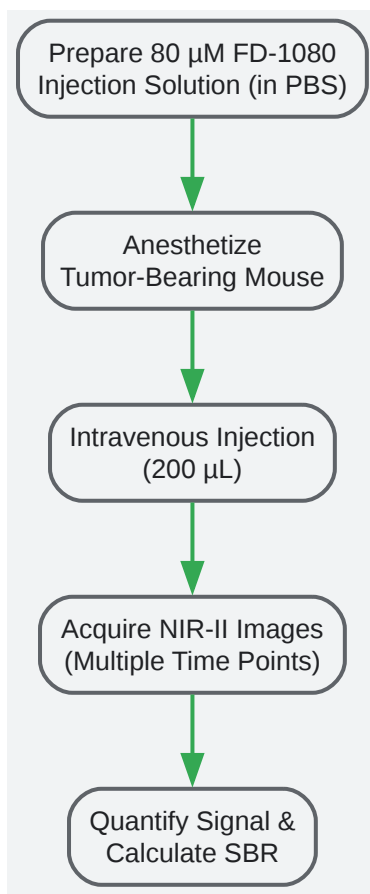 Prepare 80 µM FD-1080
Injection Solution (in PBS)
Anesthetize
Tumor-Bearing Mouse
Intravenous Injection
(200 µL)
Acquire NIR-II Images
(Multiple Time Points)
Quantify Signal &
Calculate SBR